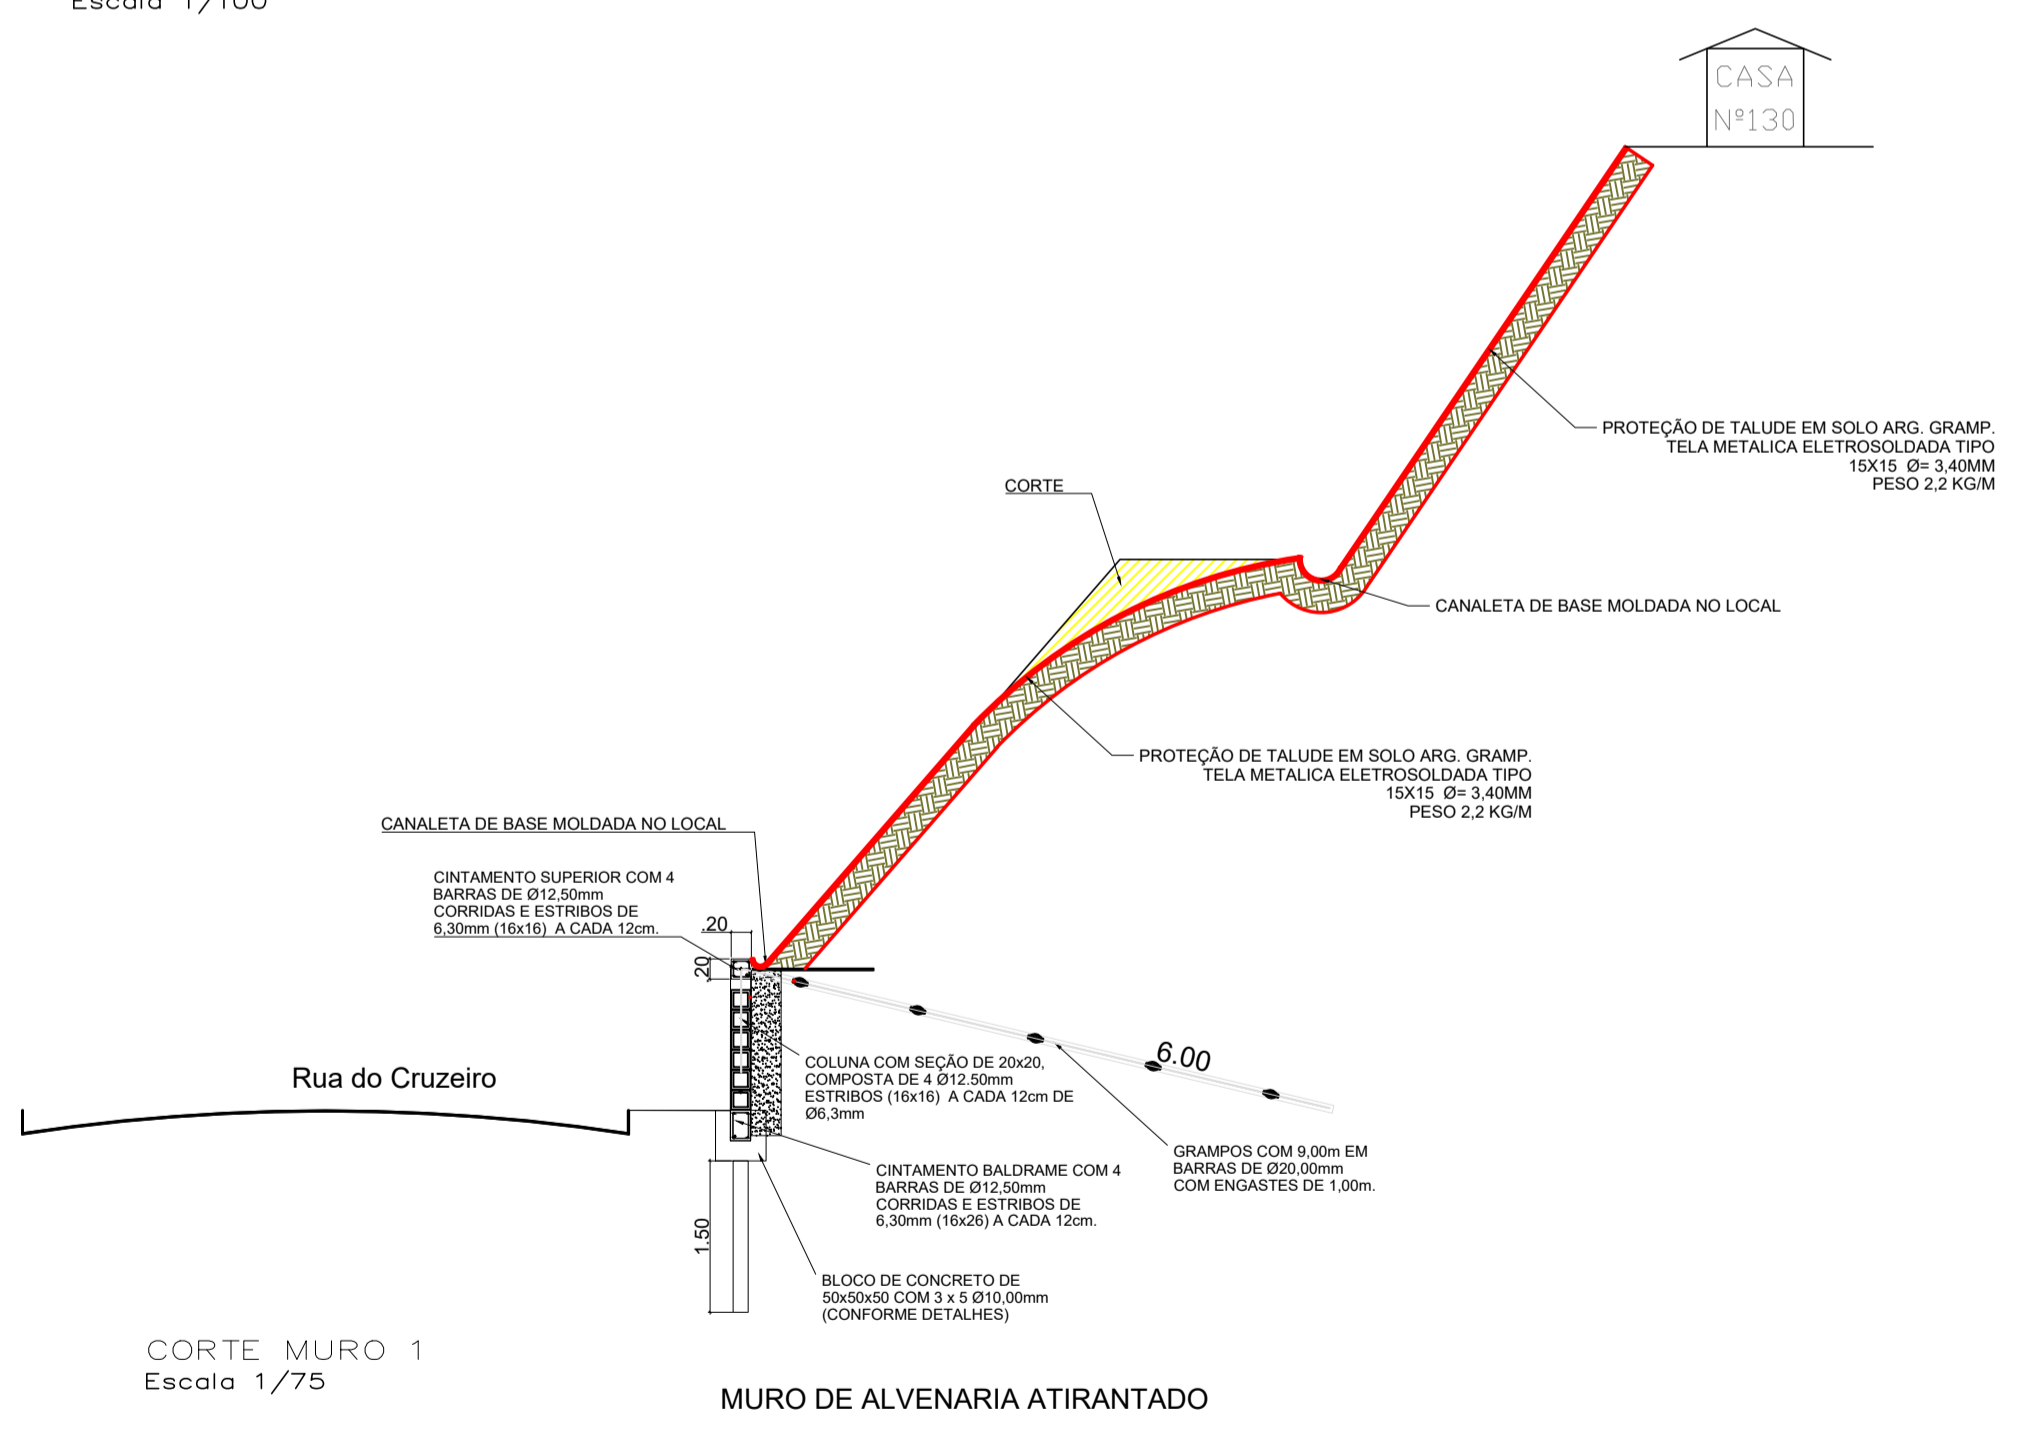 Escala 1/100
CASA
Nº130
PROTEÇÃO DE TALUDE EM SOLO ARG. GRAMP.
TELA METALICA ELETROSOLDADA TIPO
15X15 Ø= 3,40MM
PESO 2,2 KG/M
CORTE
CANALETA DE BASE MOLDADA NO LOCAL
PROTEÇÃO DE TALUDE EM SOLO ARG. GRAMP.
TELA METALICA ELETROSOLDADA TIPO
15X15 Ø= 3,40MM
PESO 2,2 KG/M
CANALETA DE BASE MOLDADA NO LOCAL
CINTAMENTO SUPERIOR COM 4
BARRAS DE Ø12,50mm
CORRIDAS E ESTRIBOS DE
6,30mm (16x16) A CADA 12cm.
.20
.20
6.00
Rua do Cruzeiro
COLUNA COM SEÇÃO DE 20x20,
COMPOSTA DE 4 Ø12.50mm
ESTRIBOS (16x16) A CADA 12cm DE
Ø6,3mm
GRAMPOS COM 9,00m EM
BARRAS DE Ø20,00mm
COM ENGASTES DE 1,00m.
CINTAMENTO BALDRAME COM 4
BARRAS DE Ø12,50mm
CORRIDAS E ESTRIBOS DE
6,30mm (16x26) A CADA 12cm.
1.50
BLOCO DE CONCRETO DE
50x50x50 COM 3 x 5 Ø10,00mm
(CONFORME DETALHES)
CORTE MURO 1
Escala 1/75
MURO DE ALVENARIA ATIRANTADO